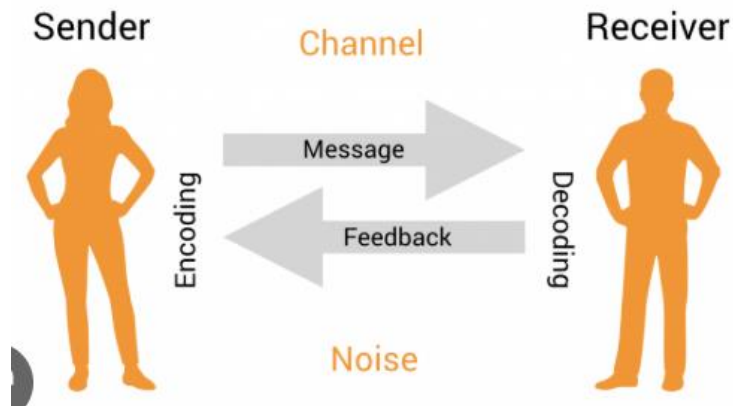 Sender
Channel
Receiver
Message
Encoding
Decoding
Feedback
Noise